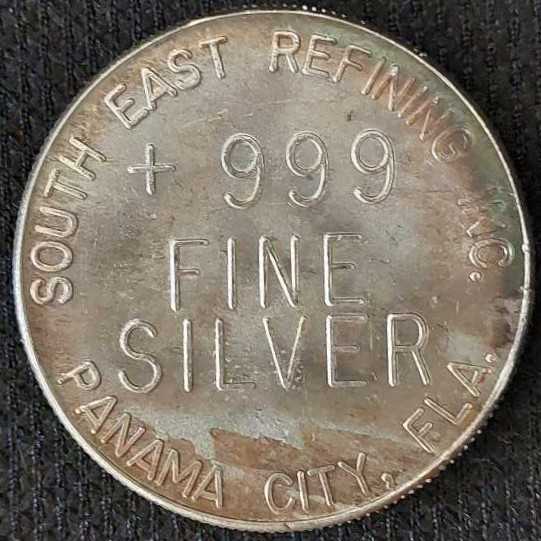 SOUTH EAST REFINING INC.
+ 999
FINE
SILVER
PANAMA CITY, FLA.